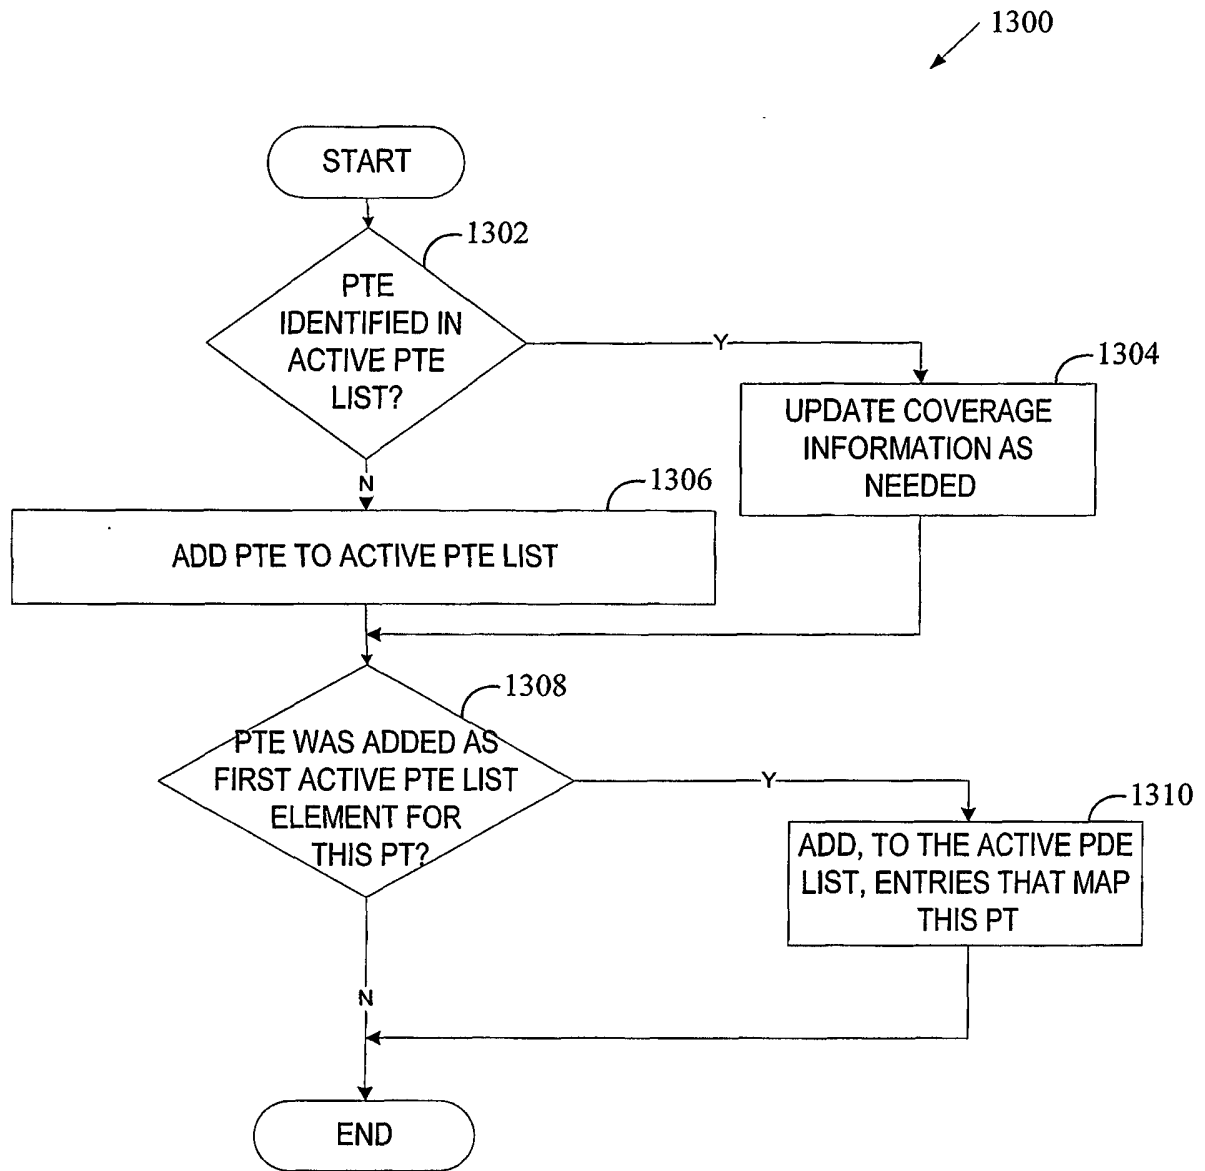 1300
START
1302
PTE
IDENTIFIED IN
ACTIVE PTE
LIST?
Y
1304
UPDATE COVERAGE
INFORMATION AS
NEEDED
N
1306
ADD PTE TO ACTIVE PTE LIST
1308
PTE WAS ADDED AS
FIRST ACTIVE PTE LIST
ELEMENT FOR
THIS PT?
Y
1310
ADD, TO THE ACTIVE PDE
LIST, ENTRIES THAT MAP
THIS PT
N
END